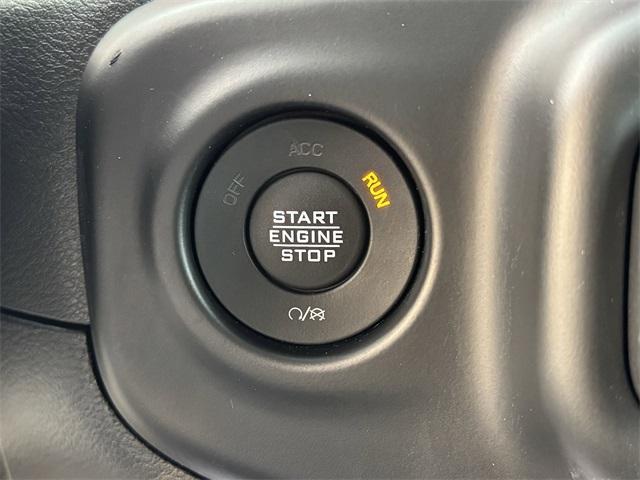 ACC
OFF
RUN
START
ENGINE
STOP